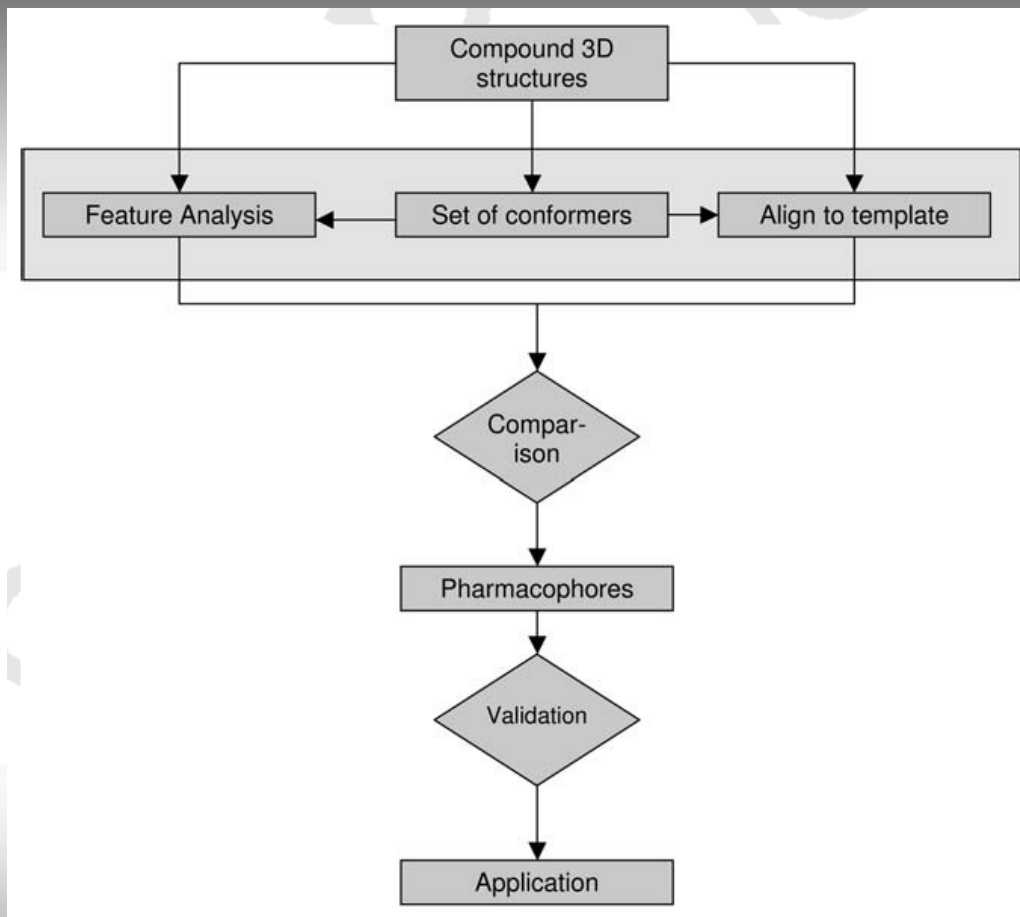 Compound 3D
structures
Feature Analysis
Set of conformers
Align to template
Compar-
ison
Pharmacophores
Validation
Application